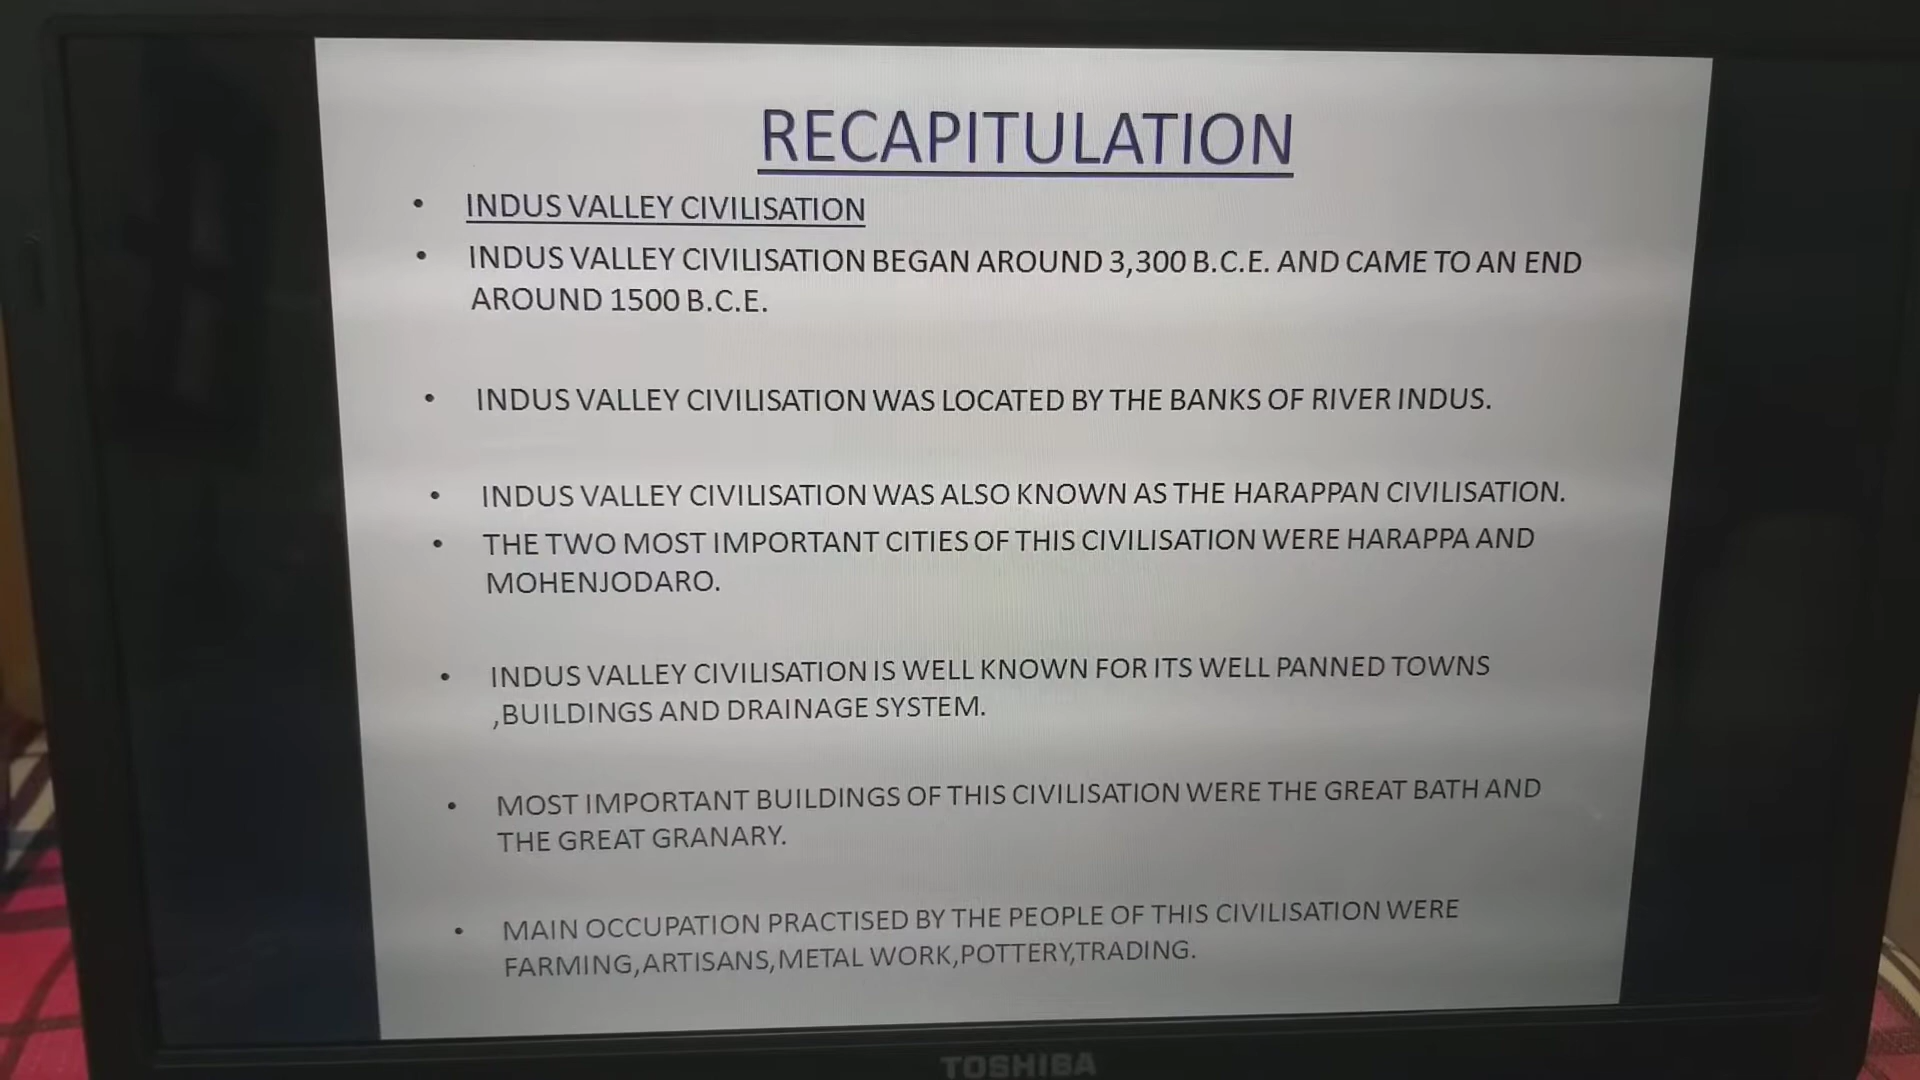 RECAPITULATION
• INDUS VALLEY CIVILISATION
• INDUS VALLEY CIVILISATION BEGAN AROUND 3,300 B.C.E. AND CAME TO AN END
AROUND 1500 B.C.E.
• INDUS VALLEY CIVILISATION WAS LOCATED BY THE BANKS OF RIVER INDUS.
• INDUS VALLEY CIVILISATION WAS ALSO KNOWN AS THE HARAPPAN CIVILISATION.
• THE TWO MOST IMPORTANT CITIES OF THIS CIVILISATION WERE HARAPPA AND
MOHENJODARO.
• INDUS VALLEY CIVILISATION IS WELL KNOWN FOR ITS WELL PANNED TOWNS
,BUILDINGS AND DRAINAGE SYSTEM.
• MOST IMPORTANT BUILDINGS OF THIS CIVILISATION WERE THE GREAT BATH AND
THE GREAT GRANARY.
• MAIN OCCUPATION PRACTISED BY THE PEOPLE OF THIS CIVILISATION WERE
FARMING,ARTISANS,METAL WORK,POTTERY,TRADING.
TOSHIBA